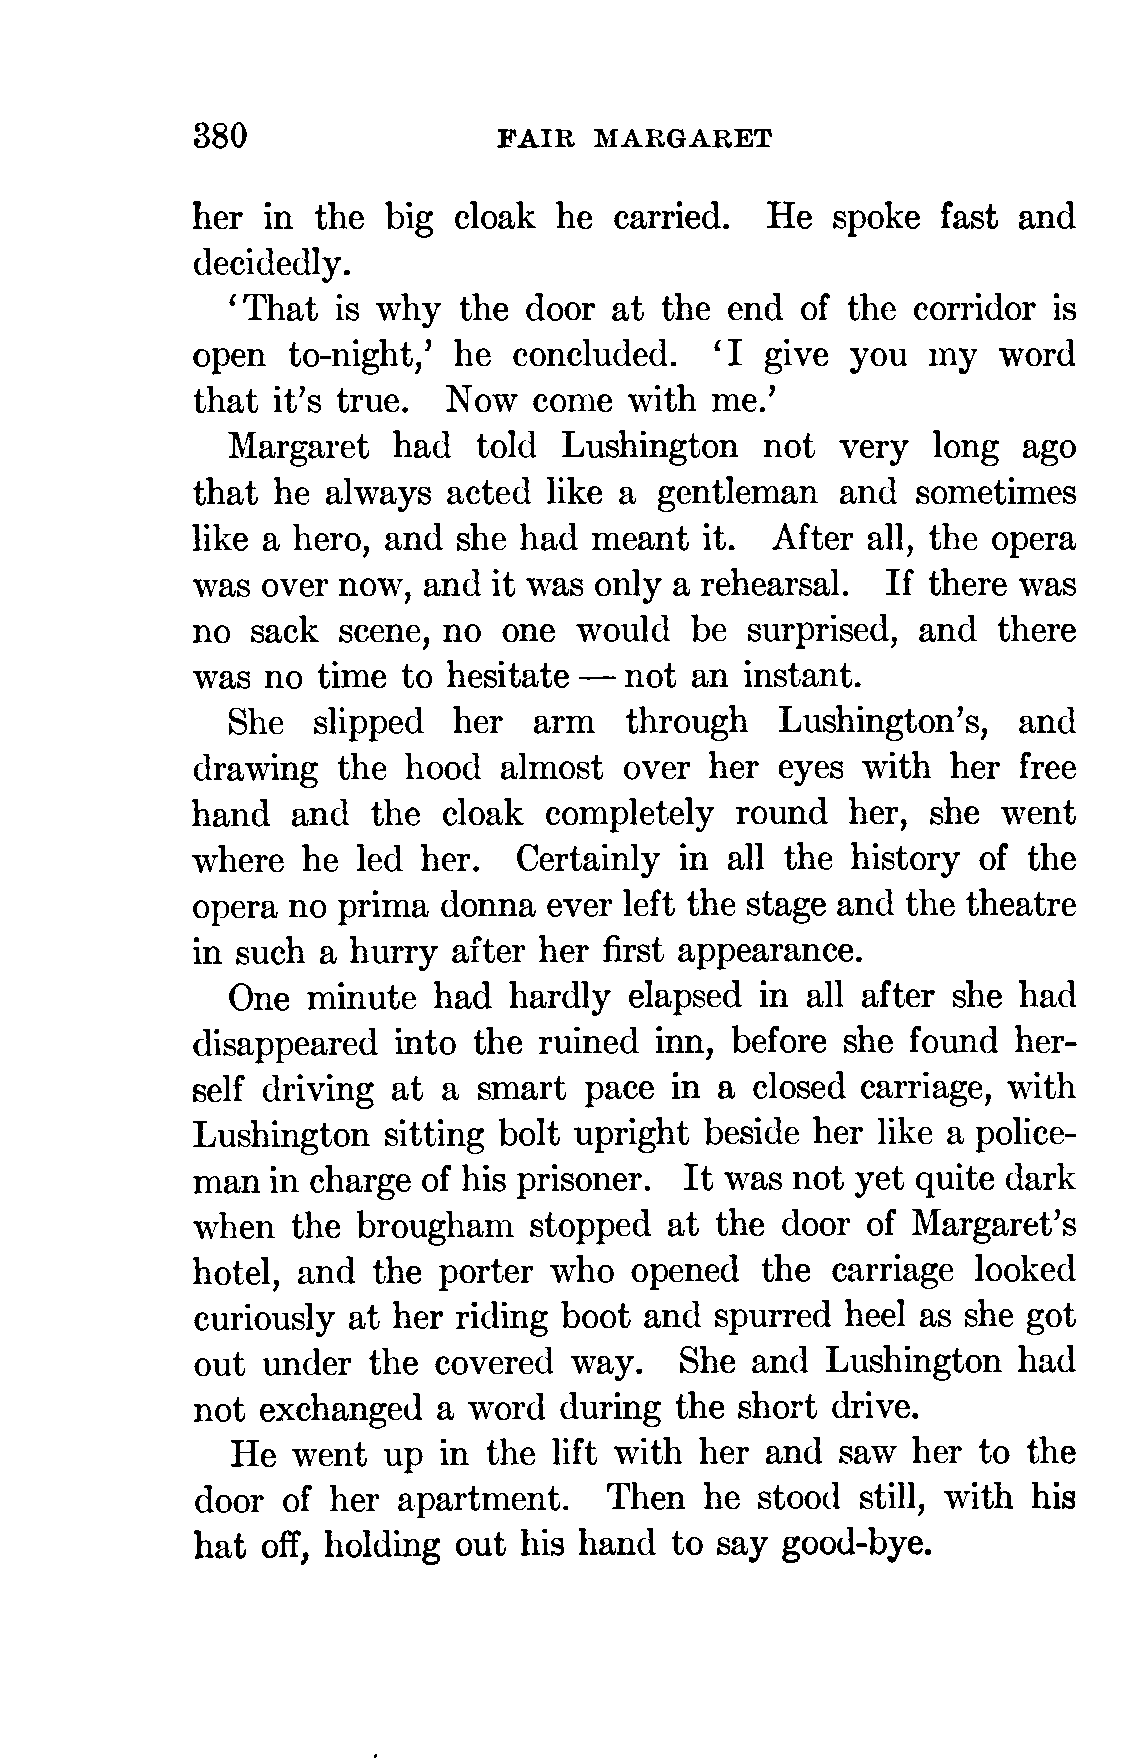 380 FAIR MARGARET
her in the big cloak he carried. He spoke fast and
decidedly.
‘That is why the door at the end of the corridor is
open to-night,’ he concluded. ‘I give you my word
that it’s true. Now come with me.’
Margaret had told Lushington not very long ago
that he always acted like a gentleman and sometimes
like a hero, and she had meant it. After all, the opera
was over now, and it was only a rehearsal. If there was
no sack scene, no one would be surprised, and there
was no time to hesitate — not an instant.
She slipped her arm through Lushington’s, and
drawing the hood almost over her eyes with her free
hand and the cloak completely round her, she went
where he led her. Certainly in all the history of the
opera no prima donna ever left the stage and the theatre
in such a hurry after her first appearance.
One minute had hardly elapsed in all after she had
disappeared into the ruined inn, before she found her-
self driving at a smart pace in a closed carriage, with
Lushington sitting bolt upright beside her like a police-
man in charge of his prisoner. It was not yet quite dark
when the brougham stopped at the door of Margaret’s
hotel, and the porter who opened the carriage looked
curiously at her riding boot and spurred heel as she got
out under the covered way. She and Lushington had
not exchanged a word during the short drive.
He went up in the lift with her and saw her to the
door of her apartment. Then he stood still, with his
hat off, holding out his hand to say good-bye.